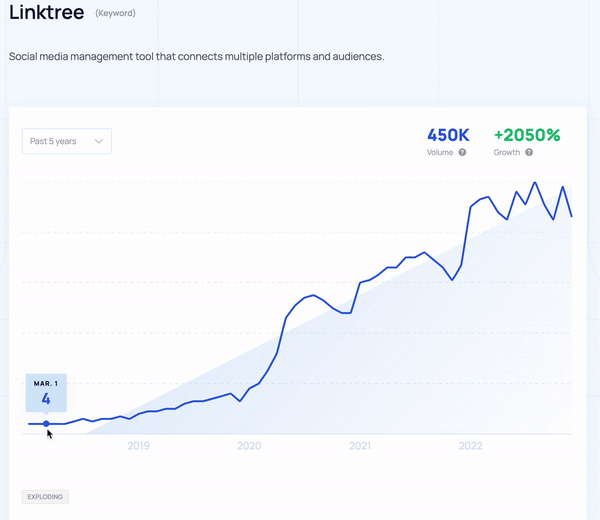 Linktree (Keyword)
Social media management tool that connects multiple platforms and audiences.
Past 5 years
450K
Volume ?
+2050%
Growth ?
MAR. 1
4
2019 2020 2021 2022
EXPLODING